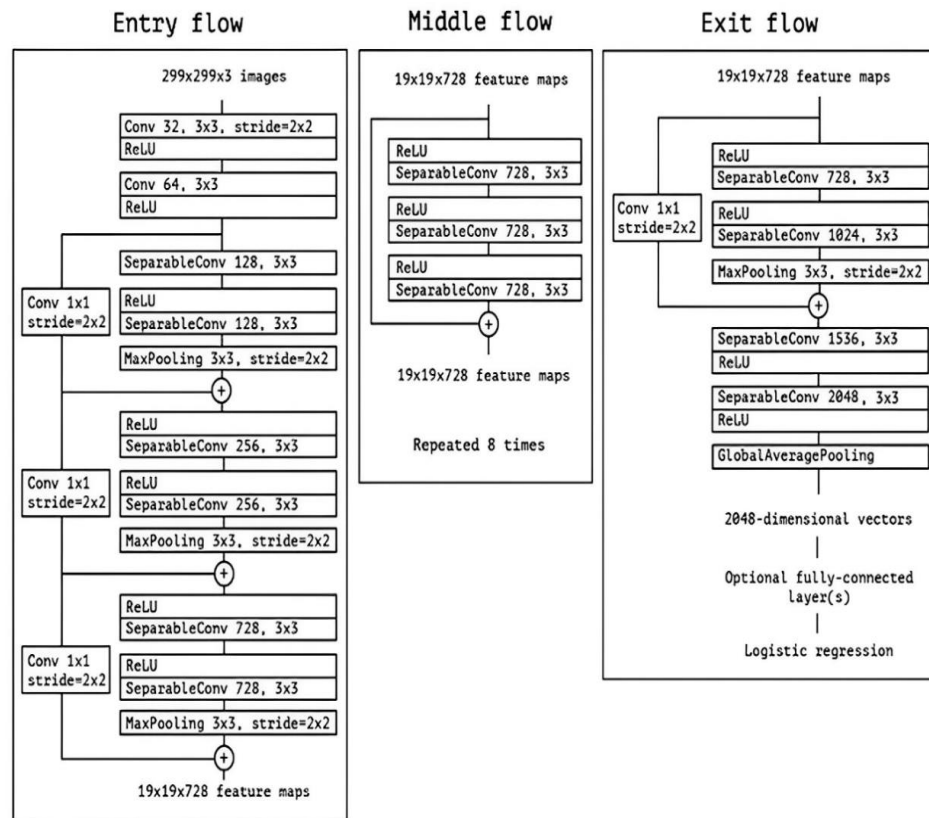 Entry flow
299x299x3 images
Conv 32, 3x3, stride=2x2
ReLU
Conv 64, 3x3
ReLU
SeparableConv 128, 3x3
Conv 1x1
stride=2x2
ReLU
SeparableConv 128, 3x3
MaxPooling 3x3, stride=2x2
+
ReLU
SeparableConv 256, 3x3
Conv 1x1
stride=2x2
ReLU
SeparableConv 256, 3x3
MaxPooling 3x3, stride=2x2
+
ReLU
SeparableConv 728, 3x3
Conv 1x1
stride=2x2
ReLU
SeparableConv 728, 3x3
MaxPooling 3x3, stride=2x2
+
19x19x728 feature maps
Middle flow
19x19x728 feature maps
ReLU
SeparableConv 728, 3x3
ReLU
SeparableConv 728, 3x3
ReLU
SeparableConv 728, 3x3
+
19x19x728 feature maps
Repeated 8 times
Exit flow
19x19x728 feature maps
ReLU
SeparableConv 728, 3x3
Conv 1x1
stride=2x2
ReLU
SeparableConv 1024, 3x3
MaxPooling 3x3, stride=2x2
+
SeparableConv 1536, 3x3
ReLU
SeparableConv 2048, 3x3
ReLU
GlobalAveragePooling
2048-dimensional vectors
Optional fully-connected
layer(s)
Logistic regression